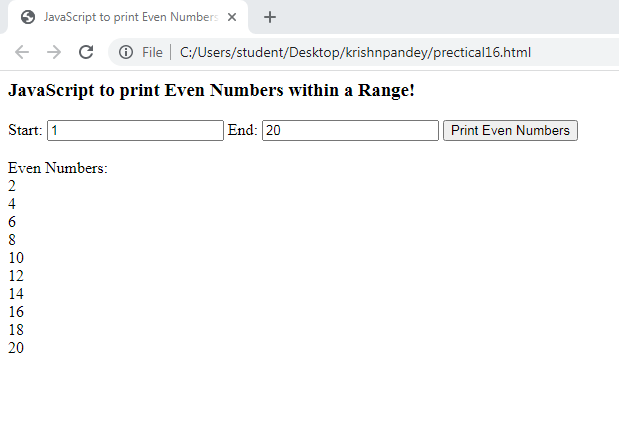 JavaScript to print Even Numbers
File C:/Users/student/Desktop/krishnpandey/prectical16.html
JavaScript to print Even Numbers within a Range!
Start: 1 End: 20 Print Even Numbers
Even Numbers:
2
4
6
8
10
12
14
16
18
20